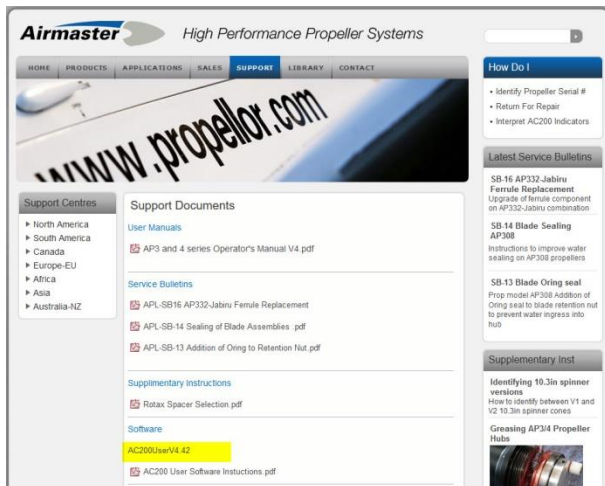 Airmaster
High Performance Propeller Systems
HOME PRODUCTS APPLICATIONS SALES SUPPORT LIBRARY CONTACT
www.propellor.com
Support Centres
North America
South America
Canada
Europe-EU
Africa
Asia
Australia-NZ
Support Documents
User Manuals
AP3 and 4 series Operator's Manual V4.pdf
Service Bulletins
APL-SB16 AP332-Jabiru Ferrule Replacement
APL-SB-14 Sealing of Blade Assemblies .pdf
APL-SB-13 Addition of Oring to Retention Nut.pdf
Supplimentary Instructions
Rotax Spacer Selection.pdf
Software
AC200UserV4.42
AC200 User Software Instuctions.pdf
How Do I
• Identify Propeller Serial #
• Return For Repair
• Interpret AC200 Indicators
Latest Service Bulletins
SB-16 AP332-Jabiru
Ferrule Replacement
Upgrade of ferrule component
on AP332-Jabiru combination
SB-14 Blade Sealing
AP308
Instructions to improve water
sealing on AP308 propellers
SB-13 Blade Oring seal
Prop model AP308 Addition of
Oring seal to blade retention nut
to prevent water ingress into
hub
Supplementary Inst
Identifying 10.3in spinner
versions
How to identify between V1 and
V2 10.3in spinner cones
Greasing AP3/4 Propeller
Hubs